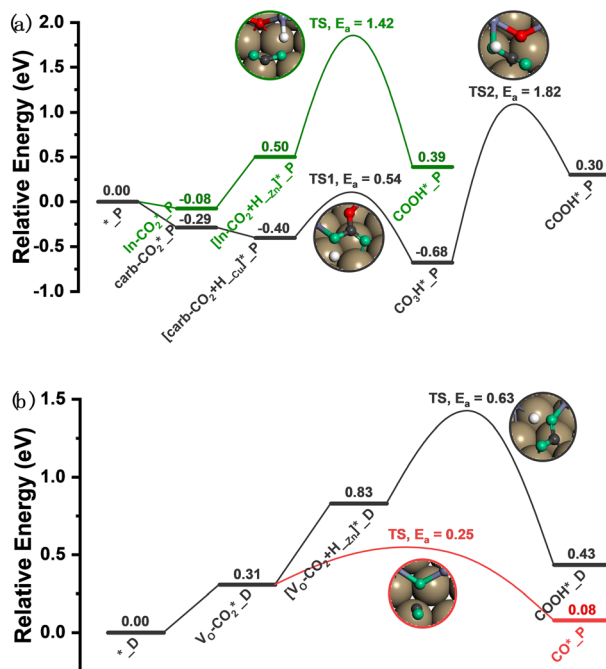 (a)
2.0
1.5
1.0
0.5
0.0
-0.5
-1.0
Relative Energy (eV)
TS, Eₐ = 1.42
TS2, Eₐ = 1.82
0.50
0.39
0.30
0.00
-0.08
-0.29
-0.40
-0.68
TS1, Eₐ = 0.54
*_P
ln-CO₂*_P
carb-CO₂*_P
[ln-CO₂+H_Zn]*_P
[carb-CO₂+H_Cu]*_P
COOH*_P
CO₃H*_P
COOH*_P
(b)
1.5
1.0
0.5
0.0
Relative Energy (eV)
TS, Eₐ = 0.63
0.83
TS, Eₐ = 0.25
0.31
0.43
0.00
0.08
*_D
V_O-CO₂*_D
[V_O-CO₂+H_Zn]*_D
COOH*_D
CO*_P